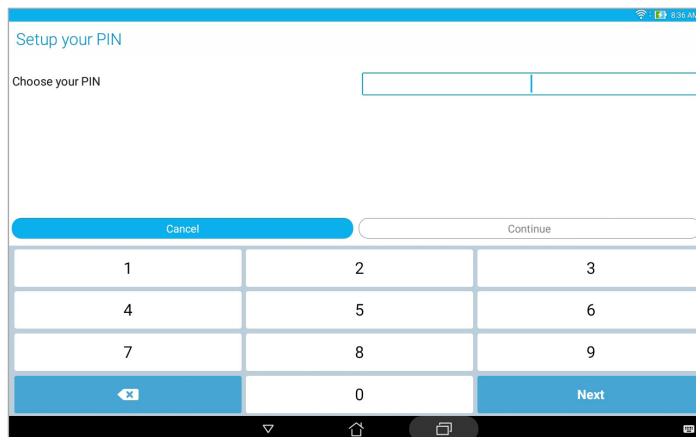 8:36 AM
Setup your PIN
Choose your PIN
Cancel Continue
1 2 3
4 5 6
7 8 9
0 Next